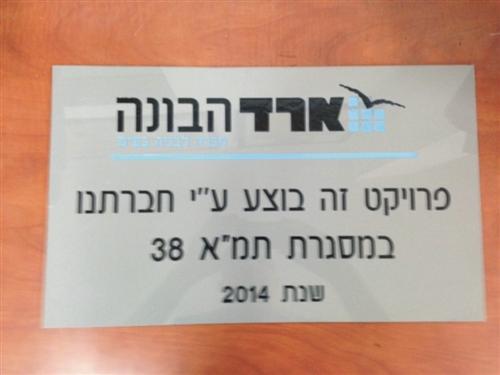 ארד הבונה
פרויקט זה בוצע ע"י חברתנו
במסגרת תמ"א 38
שנת 2014